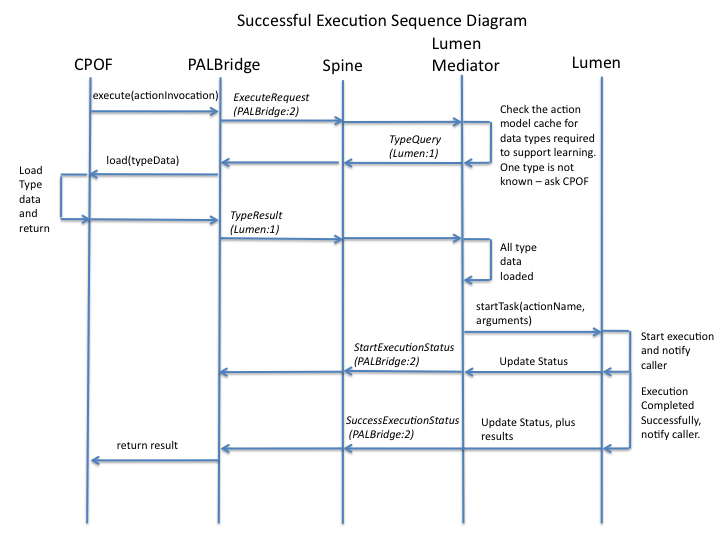 Successful Execution Sequence Diagram
CPOF
PALBridge
Spine
Lumen
Mediator
Lumen
execute(actionInvocation)
ExecuteRequest
(PALBridge:2)
Check the action
model cache for
data types required
to support learning.
One type is not
known – ask CPOF
TypeQuery
(Lumen:1)
load(typeData)
Load
Type
data
and
return
TypeResult
(Lumen:1)
All type
data
loaded
startTask(actionName,
arguments)
Start execution
and notify
caller
StartExecutionStatus
(PALBridge:2)
Update Status
Execution
Completed
Successfully,
notify caller.
SuccessExecutionStatus
(PALBridge:2)
Update Status, plus
results
return result